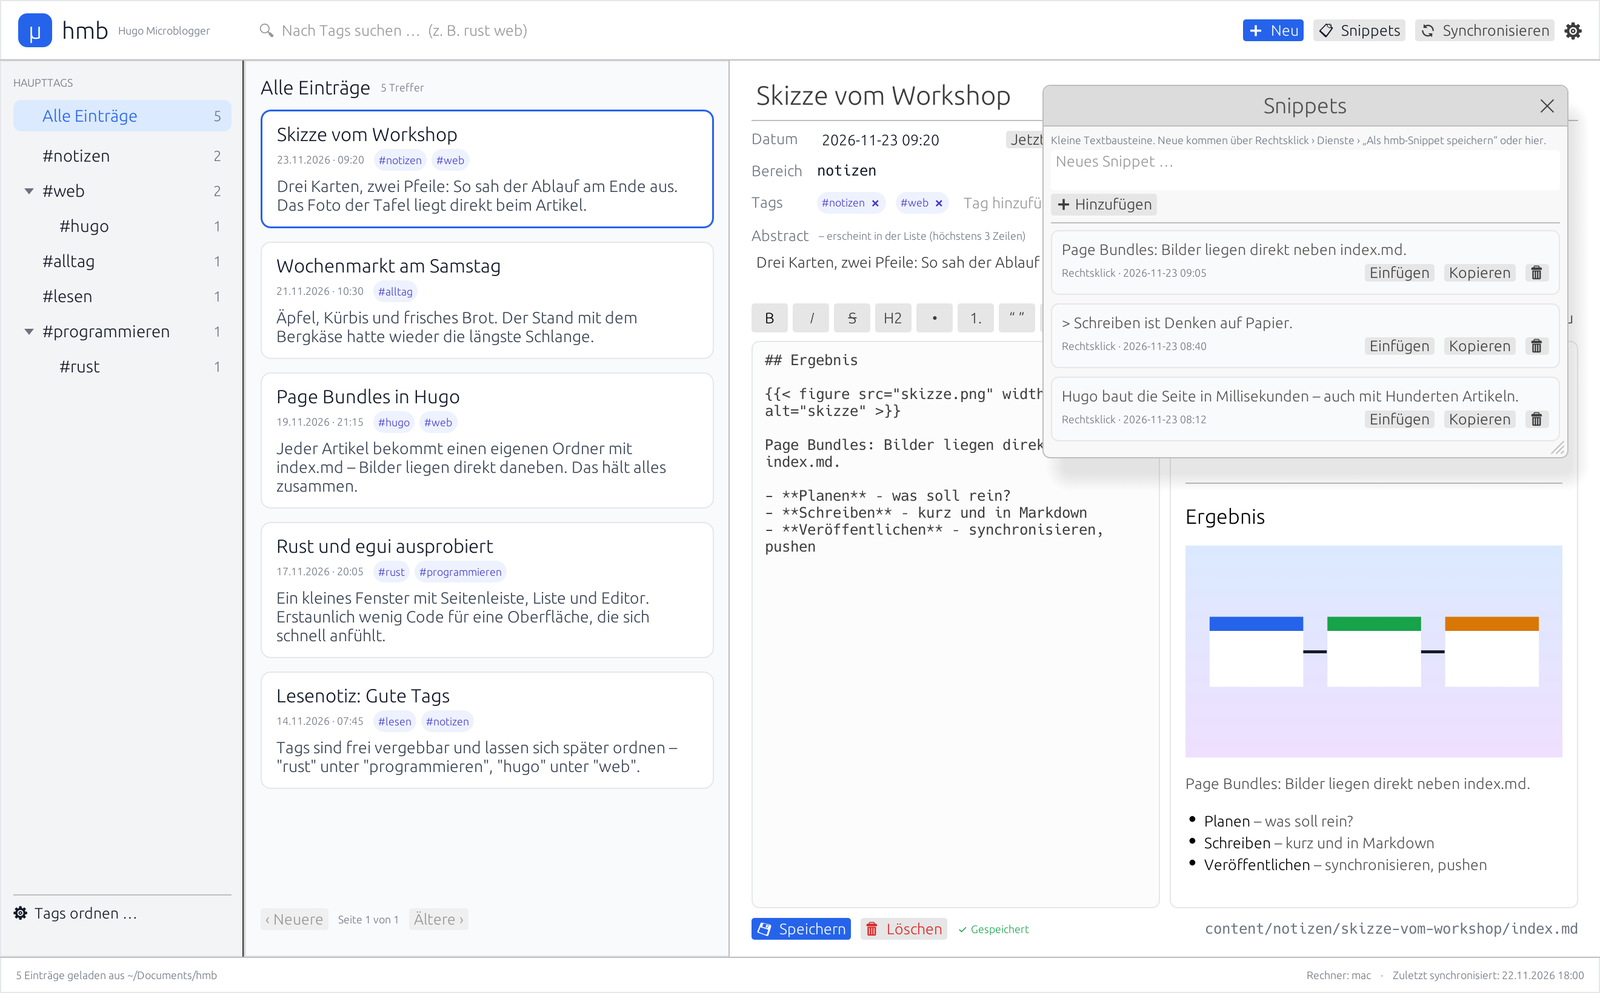 µ hmb Hugo Microblogger
Nach Tags suchen … (z. B. rust web)
+ Neu
Snippets
Synchronisieren
HAUPTTAGS
Alle Einträge 5
#notizen 2
#web 2
#hugo 1
#alltag 1
#lesen 1
#programmieren 1
#rust 1
Tags ordnen …
Alle Einträge 5 Treffer
Skizze vom Workshop
23.11.2026 · 09:20 #notizen #web
Drei Karten, zwei Pfeile: So sah der Ablauf am Ende aus.
Das Foto der Tafel liegt direkt beim Artikel.
Wochenmarkt am Samstag
21.11.2026 · 10:30 #alltag
Äpfel, Kürbis und frisches Brot. Der Stand mit dem
Bergkäse hatte wieder die längste Schlange.
Page Bundles in Hugo
19.11.2026 · 21:15 #hugo #web
Jeder Artikel bekommt einen eigenen Ordner mit
index.md – Bilder liegen direkt daneben. Das hält alles
zusammen.
Rust und egui ausprobiert
17.11.2026 · 20:05 #rust #programmieren
Ein kleines Fenster mit Seitenleiste, Liste und Editor.
Erstaunlich wenig Code für eine Oberfläche, die sich
schnell anfühlt.
Lesenotiz: Gute Tags
14.11.2026 · 07:45 #lesen #notizen
Tags sind frei vergebbar und lassen sich später ordnen –
"rust" unter "programmieren", "hugo" unter "web".
‹ Neuere Seite 1 von 1 Ältere ›
Skizze vom Workshop
Datum 2026-11-23 09:20 Jetzt
Bereich notizen
Tags #notizen × #web × Tag hinzufü
Abstract – erscheint in der Liste (höchstens 3 Zeilen)
Drei Karten, zwei Pfeile: So sah der Ablauf
B I S H2 • 1. “ ”
## Ergebnis
{{< figure src="skizze.png" width
alt="skizze" >}}
Page Bundles: Bilder liegen direk
index.md.
- **Planen** - was soll rein?
- **Schreiben** - kurz und in Markdown
- **Veröffentlichen** - synchronisieren,
pushen
Snippets
Kleine Textbausteine. Neue kommen über Rechtsklick › Dienste › „Als hmb-Snippet speichern“ oder hier.
Neues Snippet …
+ Hinzufügen
Page Bundles: Bilder liegen direkt neben index.md.
Rechtsklick · 2026-11-23 09:05 Einfügen Kopieren
> Schreiben ist Denken auf Papier.
Rechtsklick · 2026-11-23 08:40 Einfügen Kopieren
Hugo baut die Seite in Millisekunden – auch mit Hunderten Artikeln.
Rechtsklick · 2026-11-23 08:12 Einfügen Kopieren
Ergebnis
Page Bundles: Bilder liegen direkt neben index.md.
• Planen – was soll rein?
• Schreiben – kurz und in Markdown
• Veröffentlichen – synchronisieren, pushen
Speichern
Löschen
✓ Gespeichert
content/notizen/skizze-vom-workshop/index.md
5 Einträge geladen aus ~/Documents/hmb
Rechner: mac · Zuletzt synchronisiert: 22.11.2026 18:00